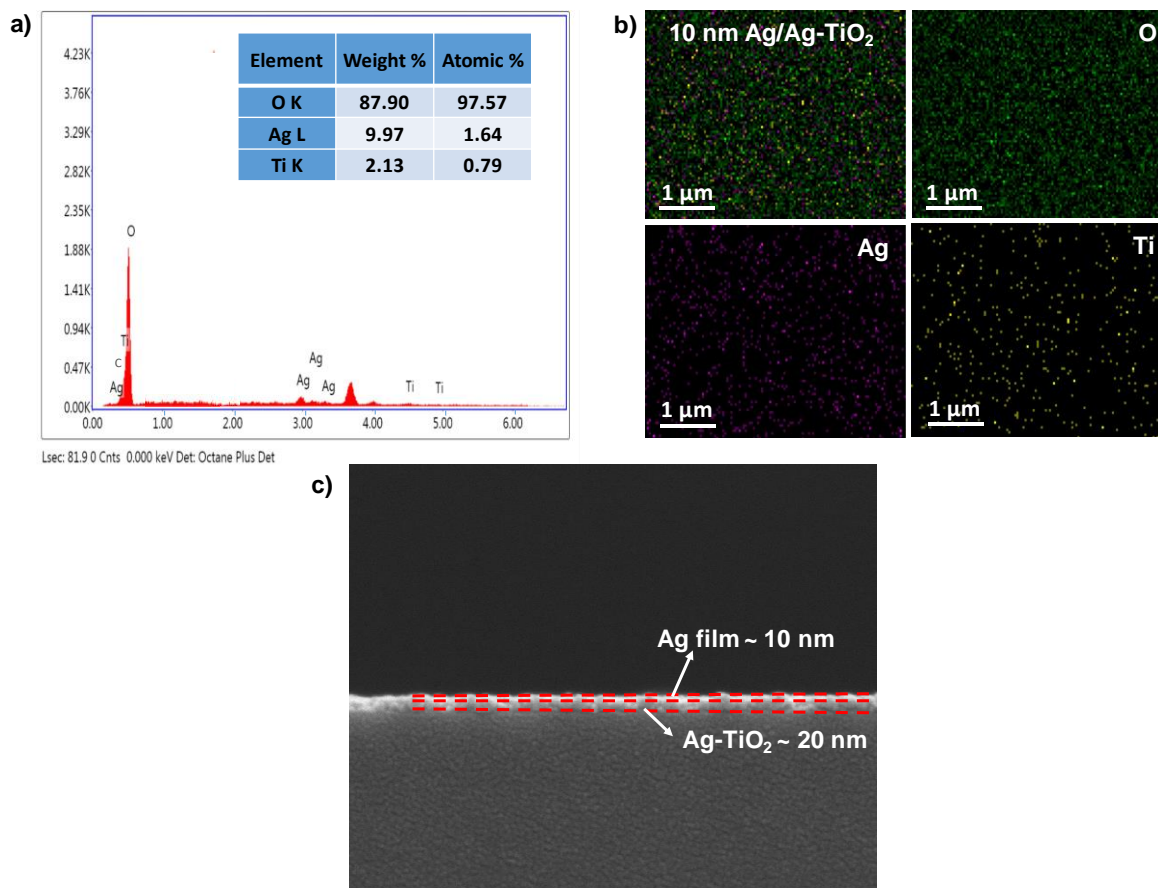 a)
4.23K
3.76K
3.29K
2.82K
2.35K
1.88K
1.41K
0.94K
0.47K
0.00K
Element Weight % Atomic %
O K 87.90 97.57
Ag L 9.97 1.64
Ti K 2.13 0.79
O
Ti
C
Ag
Ag
Ag
Ag
Ti
Ti
0.00 1.00 2.00 3.00 4.00 5.00 6.00
Lsec: 81.9 0 Cnts 0.000 keV Det: Octane Plus Det
b)
10 nm Ag/Ag-TiO₂
1 µm
O
1 µm
Ag
1 µm
Ti
1 µm
c)
Ag film ~ 10 nm
Ag-TiO₂ ~ 20 nm